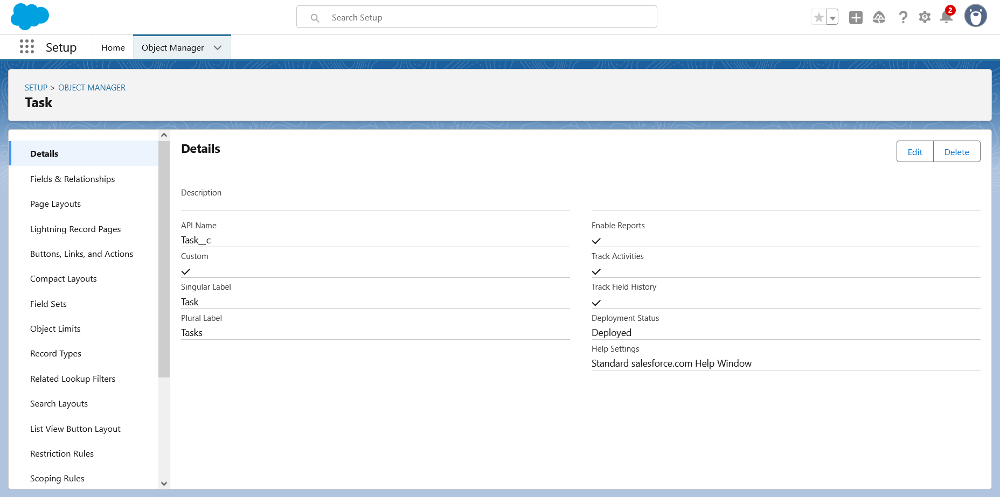 Search Setup
2
Setup
Home
Object Manager
SETUP > OBJECT MANAGER
Task
Details
Fields & Relationships
Page Layouts
Lightning Record Pages
Buttons, Links, and Actions
Compact Layouts
Field Sets
Object Limits
Record Types
Related Lookup Filters
Search Layouts
List View Button Layout
Restriction Rules
Scoping Rules
Details
Edit
Delete
Description
API Name
Task__c
Custom
Singular Label
Task
Plural Label
Tasks
Enable Reports
Track Activities
Track Field History
Deployment Status
Deployed
Help Settings
Standard salesforce.com Help Window